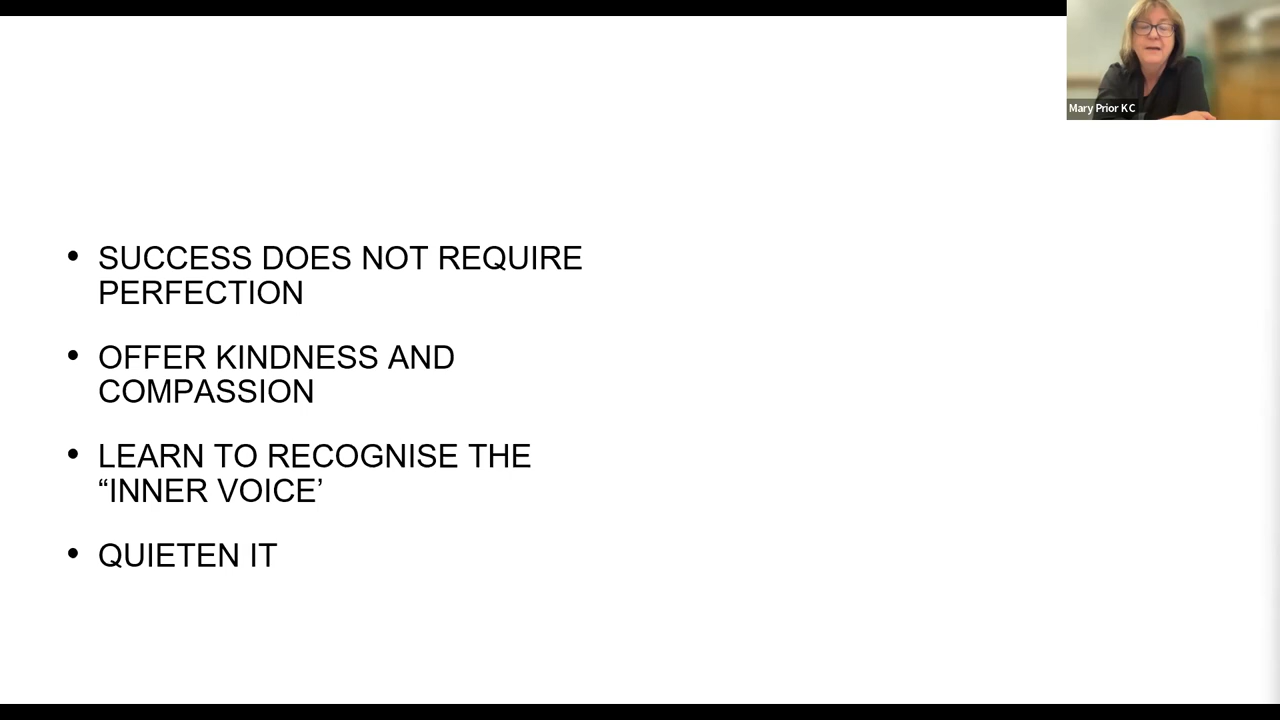 Mary Prior KC
• SUCCESS DOES NOT REQUIRE
PERFECTION
• OFFER KINDNESS AND
COMPASSION
• LEARN TO RECOGNISE THE
“INNER VOICE’
• QUIETEN IT